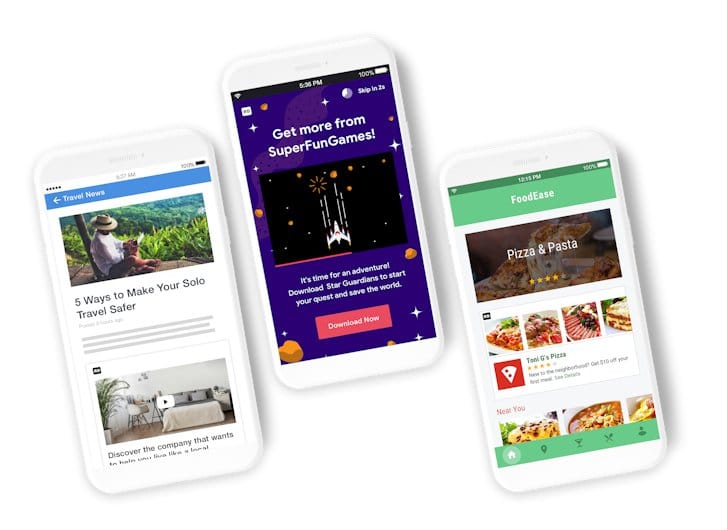 100%
6:37 AM
Travel News
5 Ways to Make Your Solo
Travel Safer
Posted 6 hours ago
AD
Discover the company that wants
to help you live like a local
5:36 PM
100%
AD
Skip in 2s
Get more from
SuperFunGames!
It's time for an adventure!
Download Star Guardians to start
your quest and save the world.
Download Now
12:15 PM
100%
FoodEase
Pizza & Pasta
AD
Toni G's Pizza
New to the neighborhood? Get $10 off your
first meal. See Details
Near You